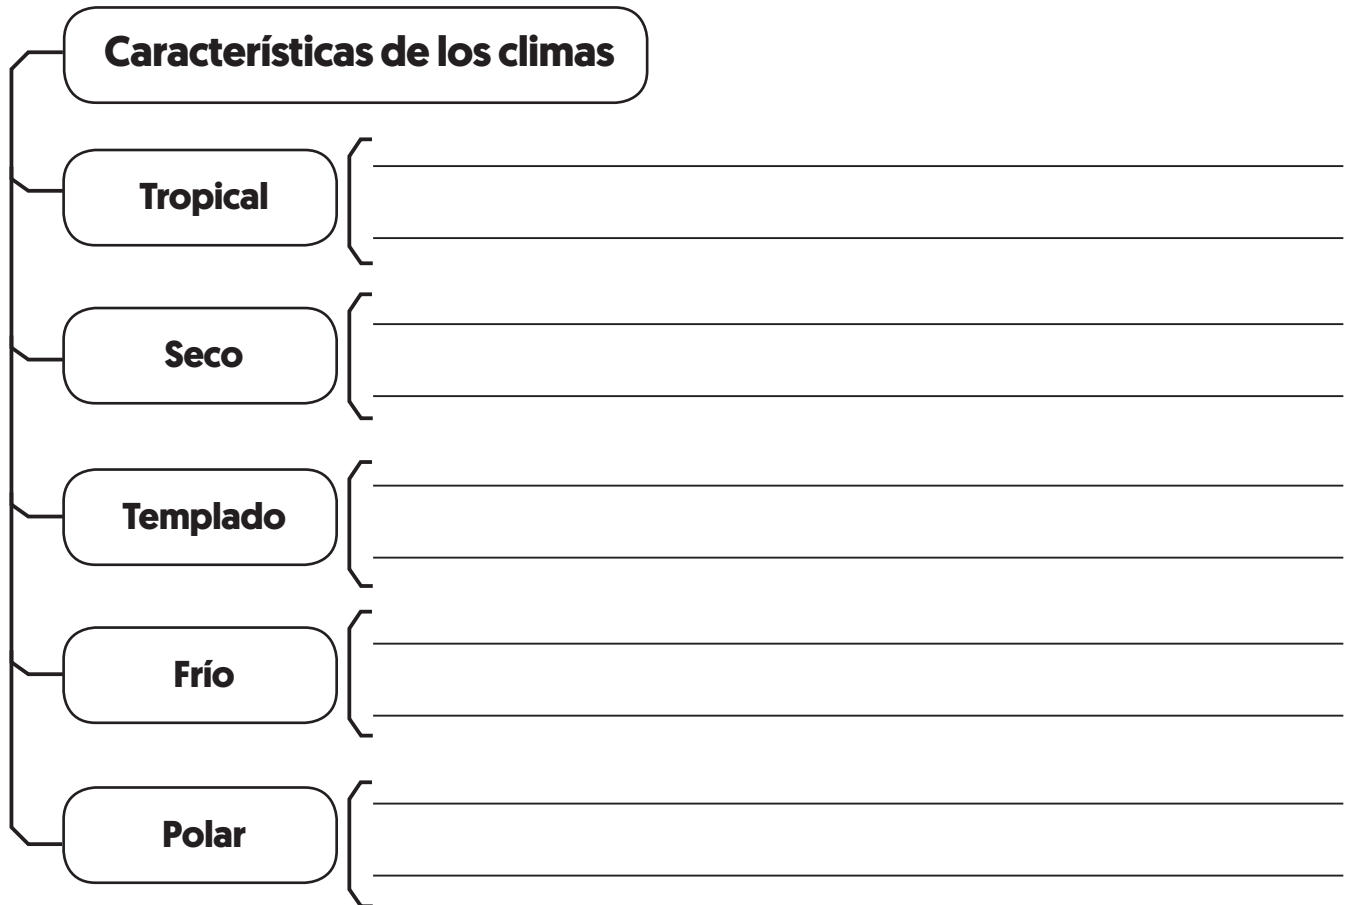 Características de los climas
Tropical
Seco
Templado
Frío
Polar